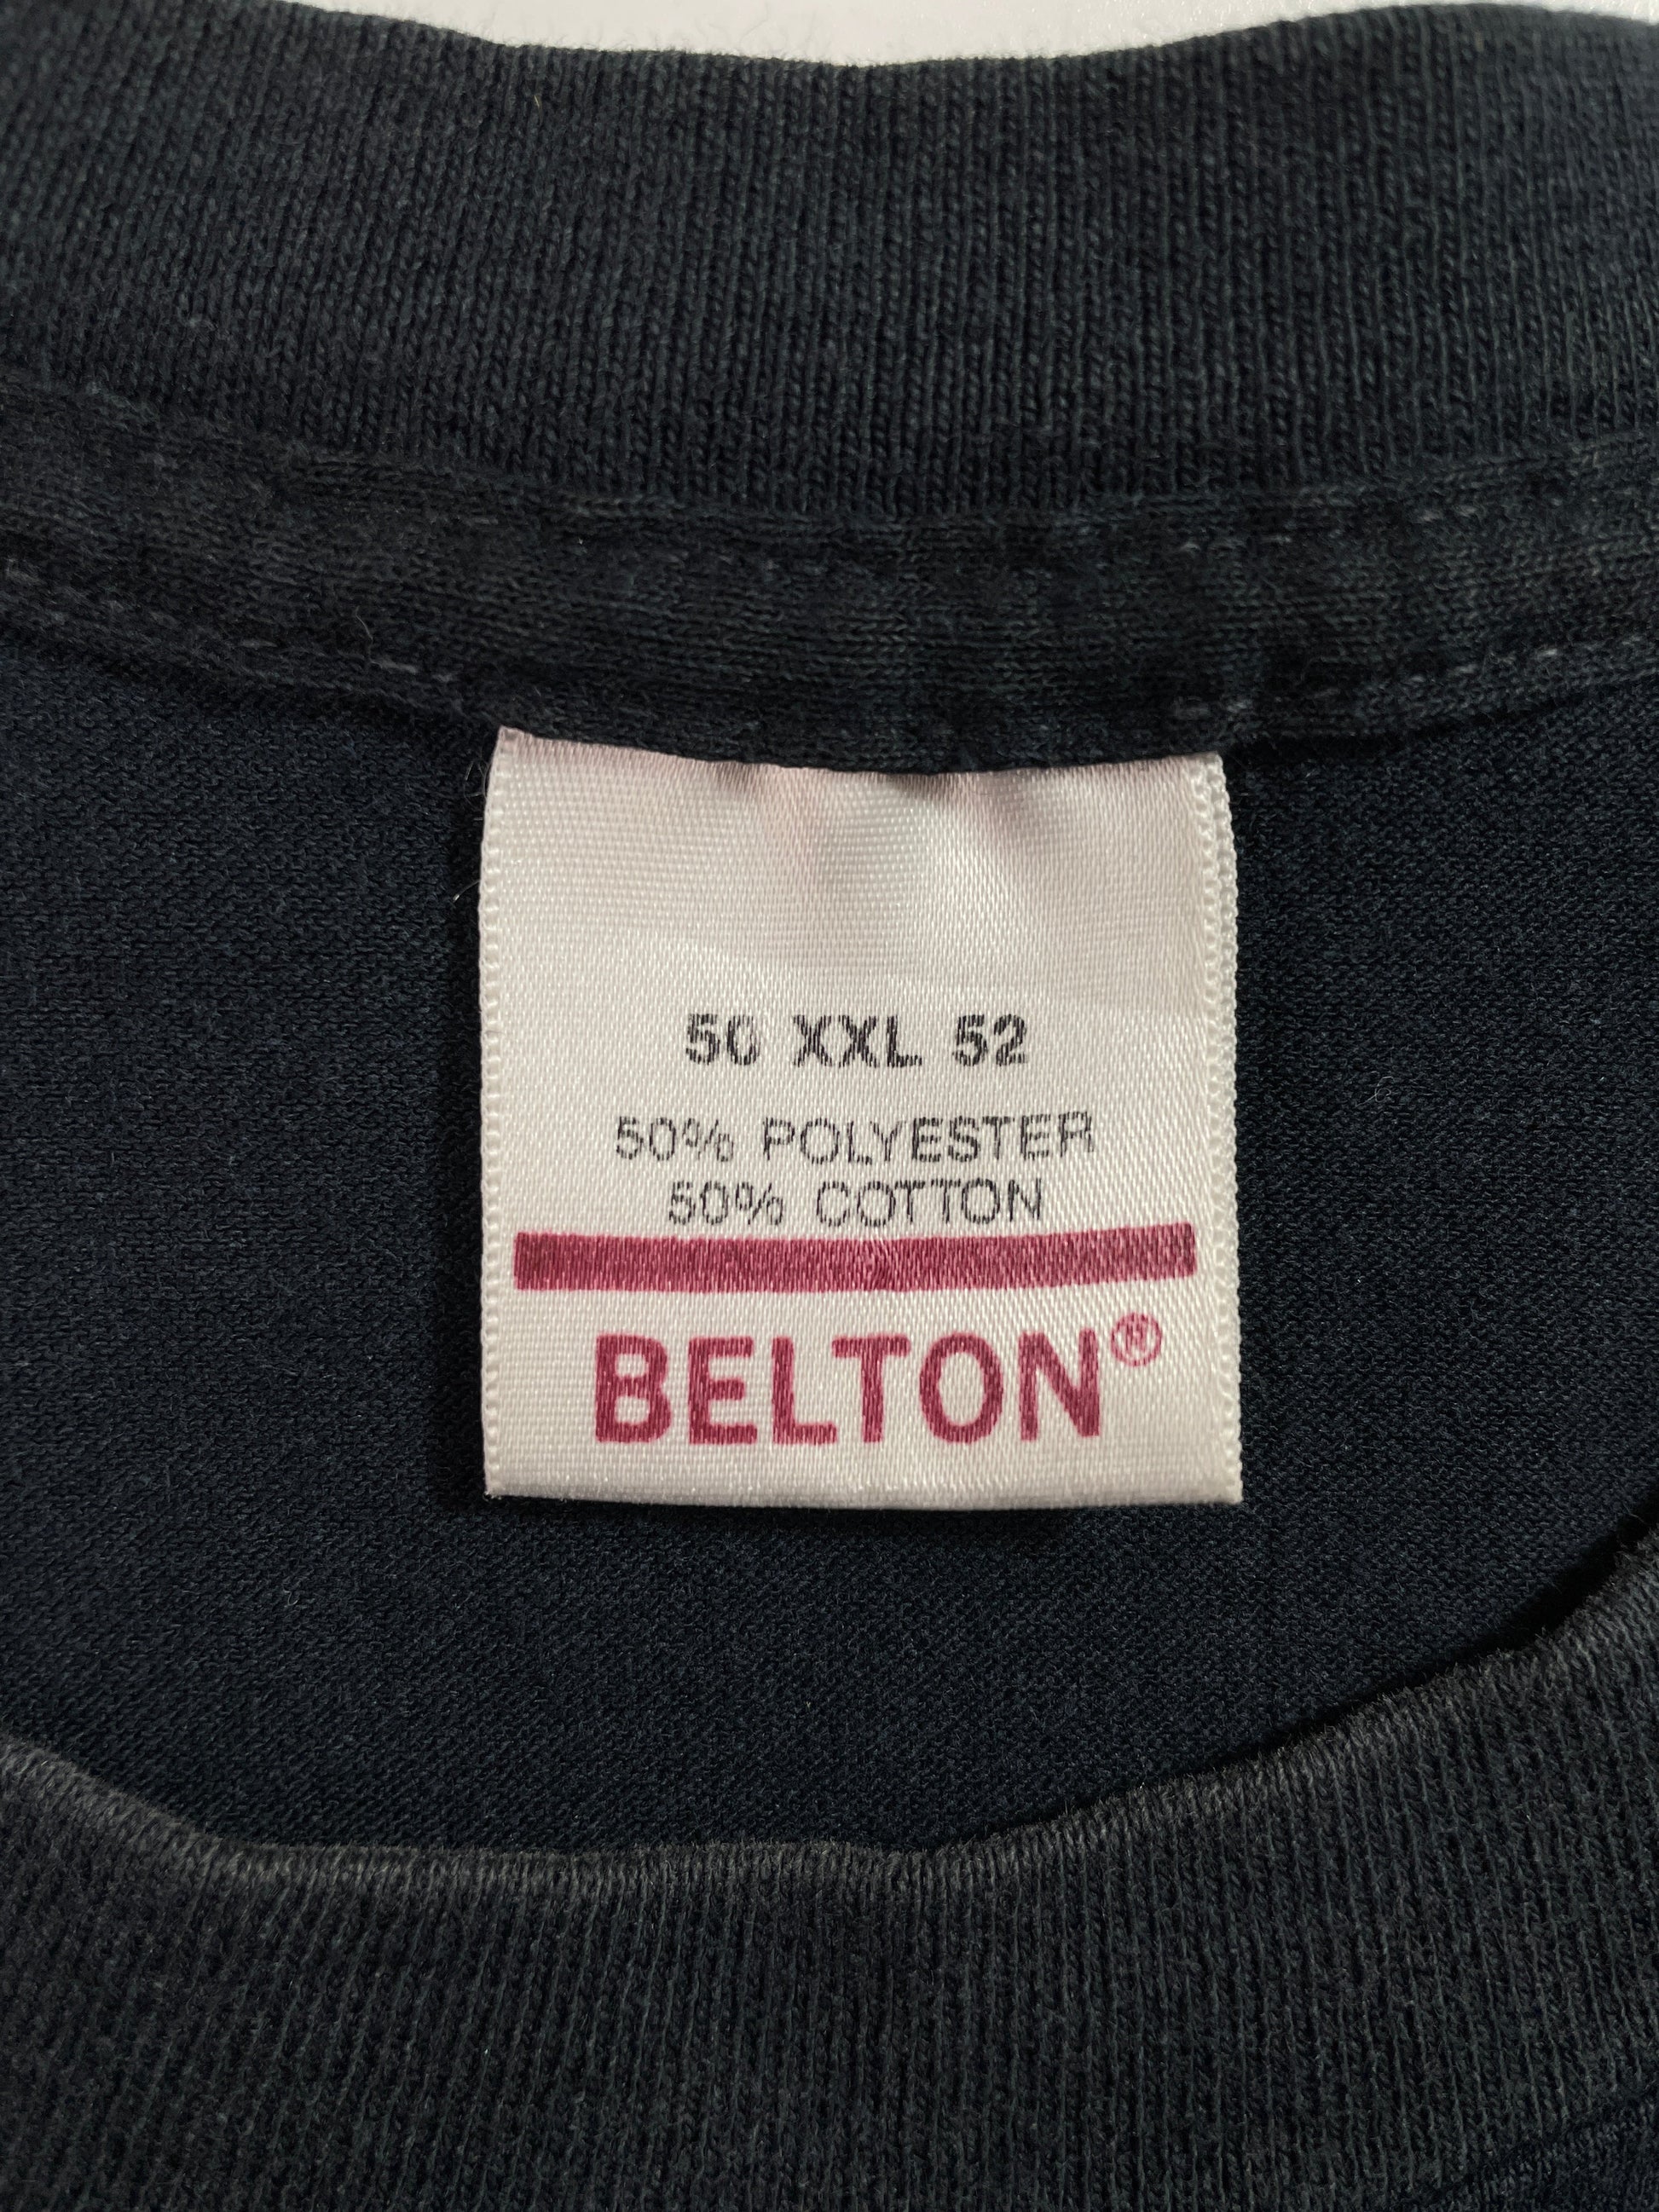 50 XXL 52
50% POLYESTER
50% COTTON
BELTON®